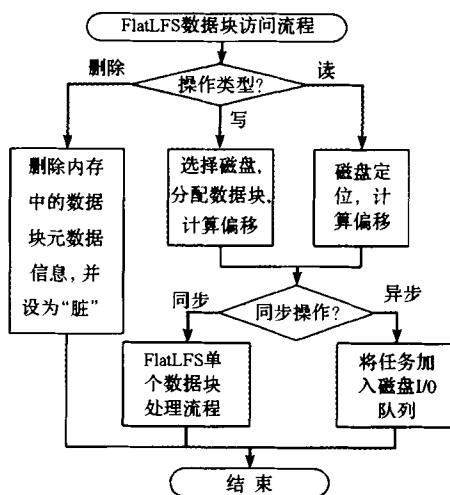 FlatLFS数据块访问流程
删除
操作类型?
读
写
删除内存
中的数据
块元数据
信息,并
设为“脏”
选择磁盘,
分配数据块,
计算偏移
磁盘定
位，计
算偏移
同步
同步操作?
异步
FlatLFS单
个数据块
处理流程
将任务加
入磁盘I/O
队列
结 束